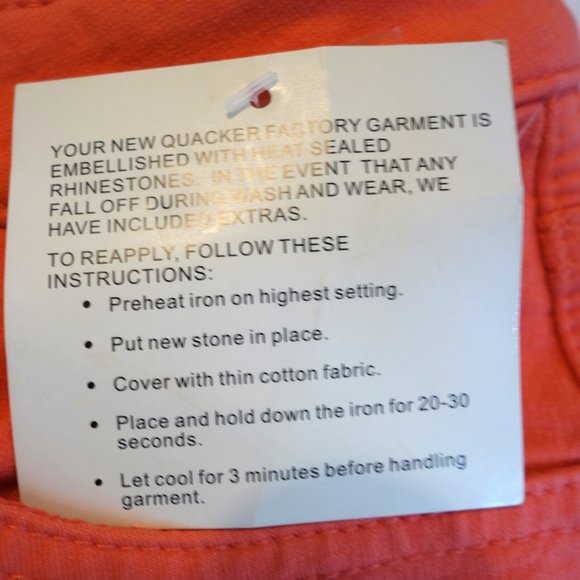 YOUR NEW QUACKER FACTORY GARMENT IS
EMBELLISHED WITH HEAT SEALED
RHINESTONES. IN THE EVENT THAT ANY
FALL OFF DURING WASH AND WEAR, WE
HAVE INCLUDED EXTRAS.
TO REAPPLY, FOLLOW THESE
INSTRUCTIONS:
• Preheat iron on highest setting.
• Put new stone in place.
• Cover with thin cotton fabric.
• Place and hold down the iron for 20-30
seconds.
• Let cool for 3 minutes before handling
garment.